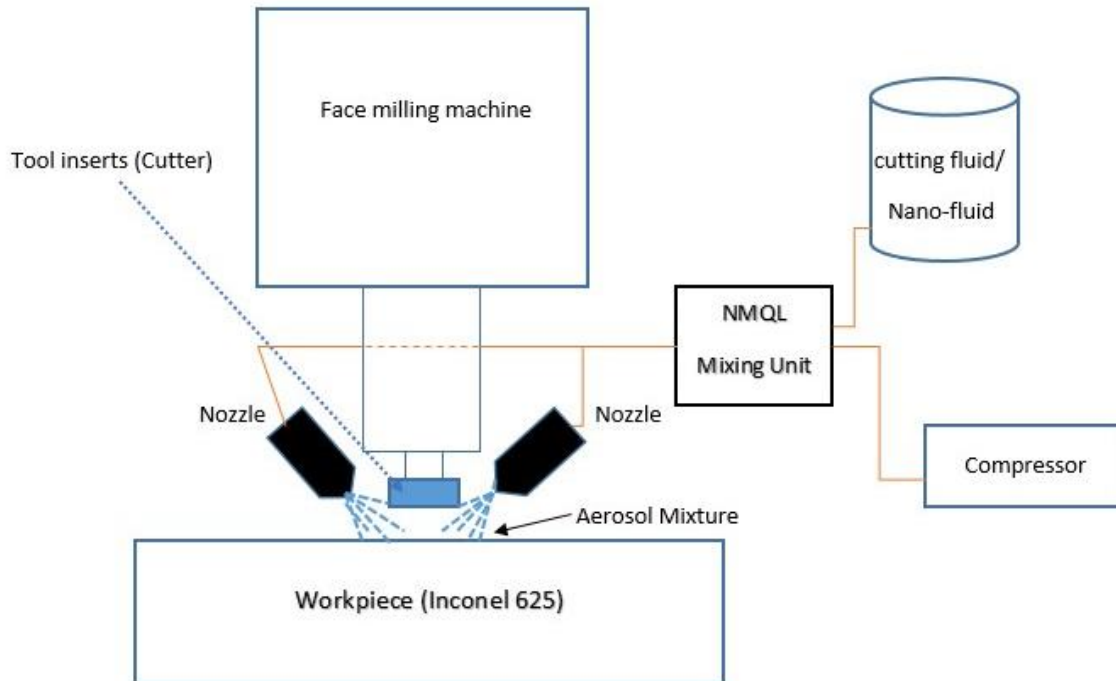 Face milling machine
Tool inserts (Cutter)
cutting fluid/
Nano-fluid
NMQL
Mixing Unit
Nozzle
Nozzle
Compressor
Aerosol Mixture
Workpiece (Inconel 625)